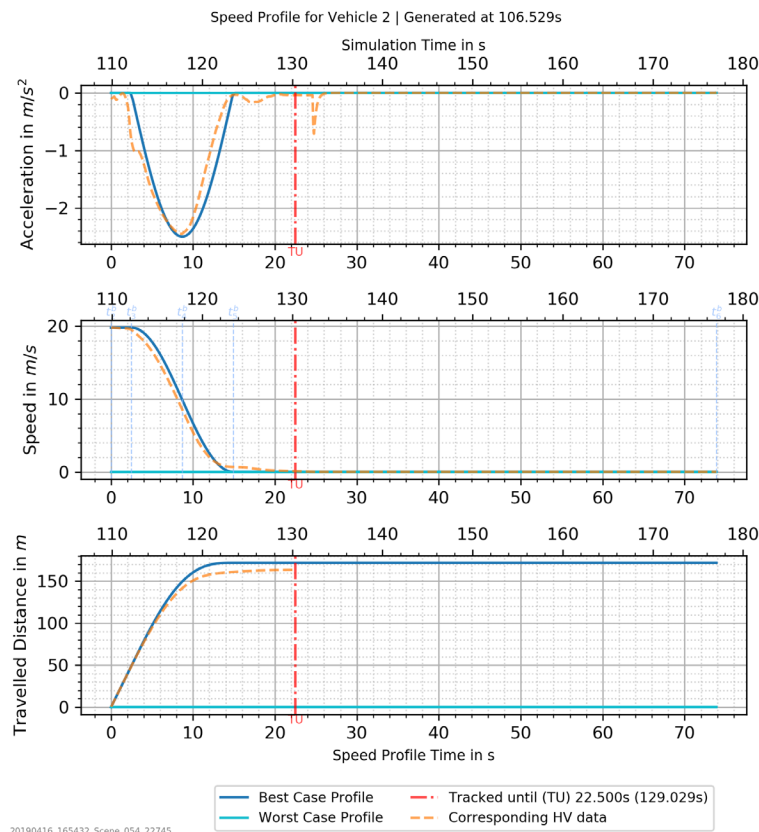 Speed Profile for Vehicle 2 | Generated at 106.529s
Simulation Time in s
110 120 130 140 150 160 170 180
Acceleration in m/s²
0
−1
−2
0 10 20 30 40 50 60 70
TU
110 120 130 140 150 160 170 180
Speed in m/s
20
10
0
0 10 20 30 40 50 60 70
TU
110 120 130 140 150 160 170 180
Travelled Distance in m
150
100
50
0
0 10 20 30 40 50 60 70
TU
Speed Profile Time in s
Best Case Profile
Worst Case Profile
Tracked until (TU) 22.500s (129.029s)
Corresponding HV data
20190416_165432_Scene_054_22745